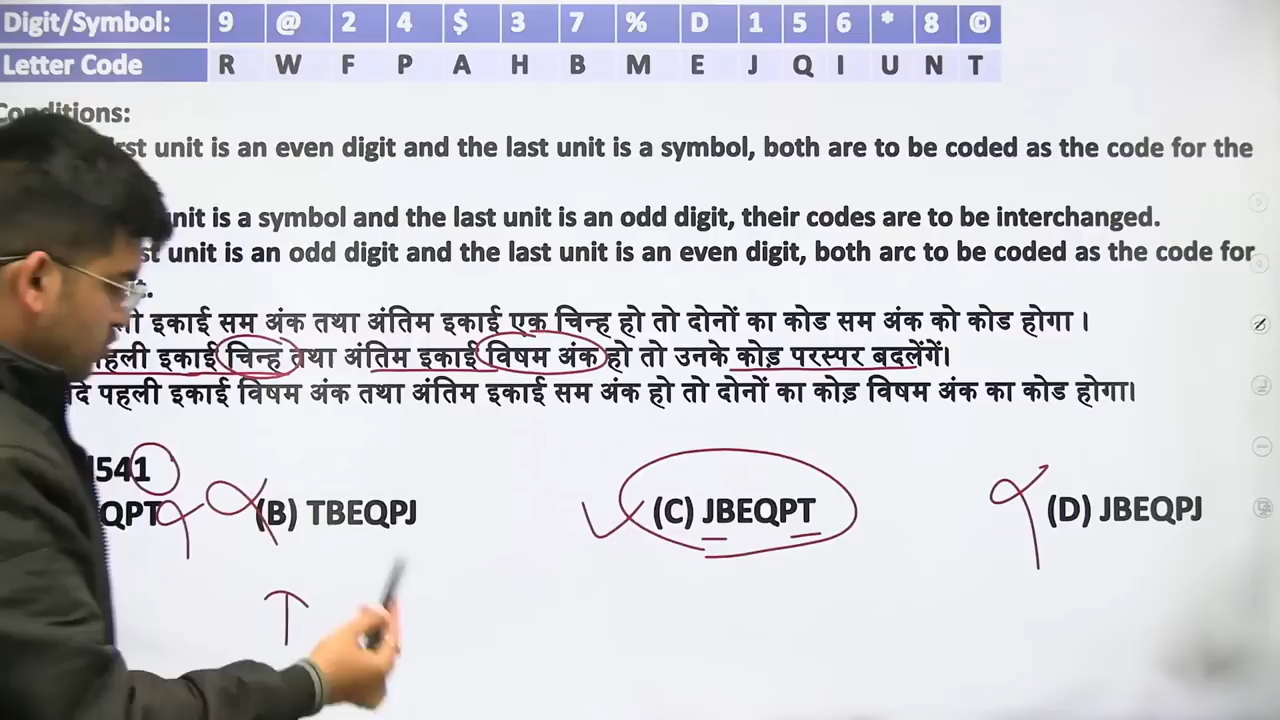 Digit/Symbol: 9 @ 2 4 $ 3 7 % D 1 5 6 * 8 ©
Letter Code R W F P A H B M E J Q I U N T
Conditions:
unit is an even digit and the last unit is a symbol, both are to be coded as the code for the
unit is a symbol and the last unit is an odd digit, their codes are to be interchanged.
unit is an odd digit and the last unit is an even digit, both arc to be coded as the code for
इकाई सम अंक तथा अंतिम इकाई एक चिन्ह हो तो दोनों का कोड सम अंक को कोड होगा ।
पहली इकाई चिन्ह तथा अंतिम इकाई विषम अंक हो तो उनके कोड़ परस्पर बदलेंगें।
पहली इकाई विषम अंक तथा अंतिम इकाई सम अंक हो तो दोनों का कोड़ विषम अंक का कोड होगा।
541
QPT (B) TBEQPJ (C) JBEQPT (D) JBEQPJ
T